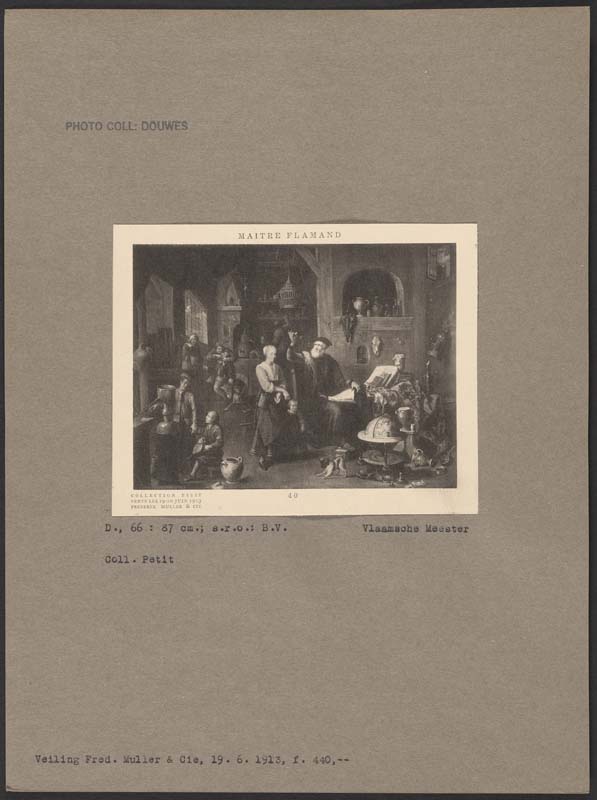 PHOTO COLL: DOUWES
MAITRE FLAMAND
COLLECTION PETIT
VENTE LES 19-20 JUIN 1913
FREDERIK MULLER & CIE
40
D., 66 : 87 cm.; s.r.o.: B.V. Vlaamsche Meester
Coll. Petit
Veiling Fred. Muller & Cie, 19. 6. 1913, f. 440,--